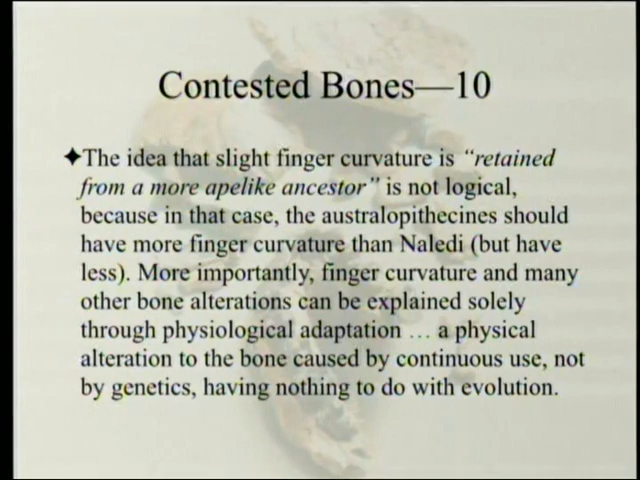 Contested Bones—10
✦The idea that slight finger curvature is “retained
from a more apelike ancestor” is not logical,
because in that case, the australopithecines should
have more finger curvature than Naledi (but have
less). More importantly, finger curvature and many
other bone alterations can be explained solely
through physiological adaptation … a physical
alteration to the bone caused by continuous use, not
by genetics, having nothing to do with evolution.